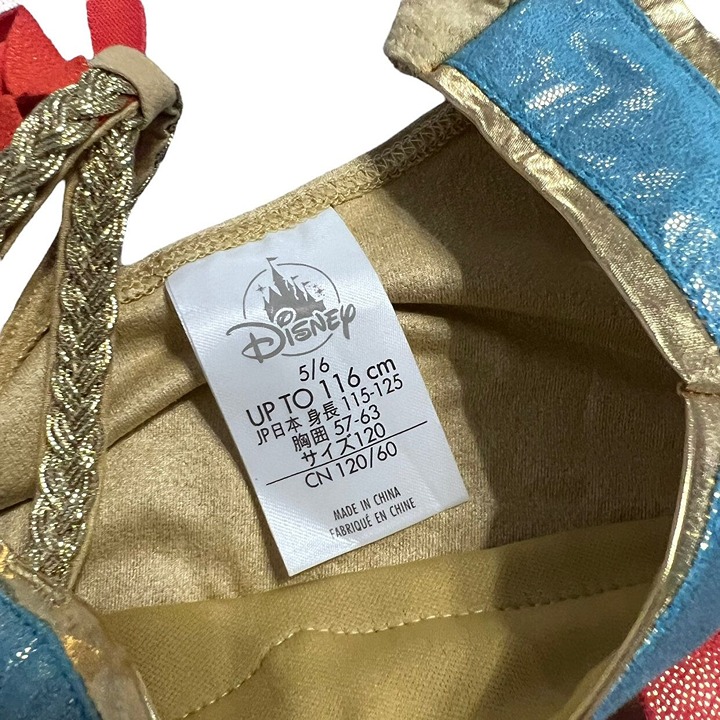 Disney
5/6
UP TO 116 cm
JP日本 身長 115-125
胸囲 57-63
サイズ120
CN 120/60
MADE IN CHINA
FABRIQUÉ EN CHINE